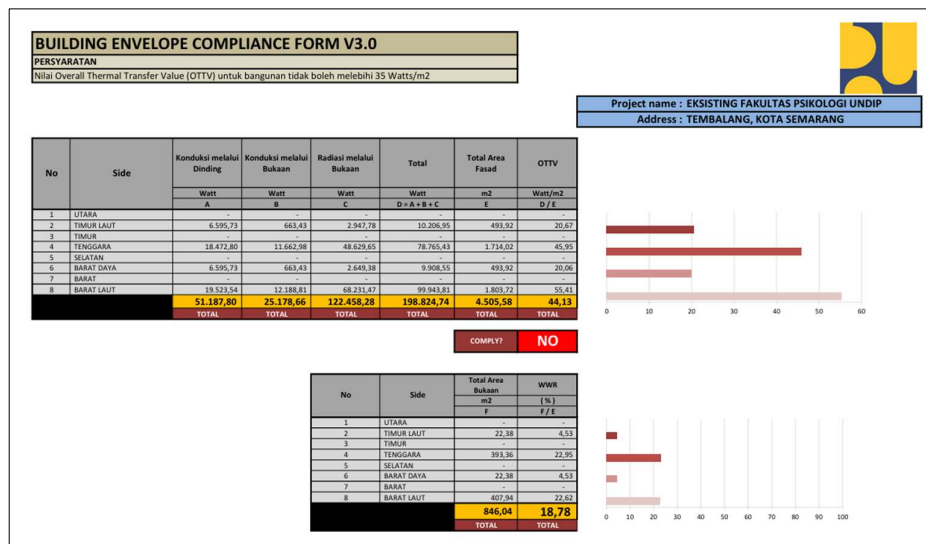 BUILDING ENVELOPE COMPLIANCE FORM V3.0
PERSYARATAN
Nilai Overall Thermal Transfer Value (OTTV) untuk bangunan tidak boleh melebihi 35 Watts/m2
Project name : EKSISTING FAKULTAS PSIKOLOGI UNDIP
Address : TEMBALANG, KOTA SEMARANG
No Side Konduksi melalui Dinding Konduksi melalui Bukaan Radiasi melalui Bukaan Total Total Area Fasad OTTV
Watt Watt Watt Watt m2 Watt/m2
A B C D = A + B + C E D / E
1 UTARA - - - - - -
2 TIMUR LAUT 6.595,73 663,43 2.947,78 10.206,95 493,92 20,67
3 TIMUR - - - - - -
4 TENGGARA 18.472,80 11.662,98 48.629,65 78.765,43 1.714,02 45,95
5 SELATAN - - - - - -
6 BARAT DAYA 6.595,73 663,43 2.649,38 9.908,55 493,92 20,06
7 BARAT - - - - - -
8 BARAT LAUT 19.523,54 12.188,81 68.231,47 99.943,81 1.803,72 55,41
51.187,80 25.178,66 122.458,28 198.824,74 4.505,58 44,13
TOTAL TOTAL TOTAL TOTAL TOTAL TOTAL
0 10 20 30 40 50 60
COMPLY? NO
No Side Total Area Bukaan WWR
m2 ( % )
F F / E
1 UTARA - -
2 TIMUR LAUT 22,38 4,53
3 TIMUR - -
4 TENGGARA 393,36 22,95
5 SELATAN - -
6 BARAT DAYA 22,38 4,53
7 BARAT - -
8 BARAT LAUT 407,94 22,62
846,04 18,78
TOTAL TOTAL
0 10 20 30 40 50 60 70 80 90 100